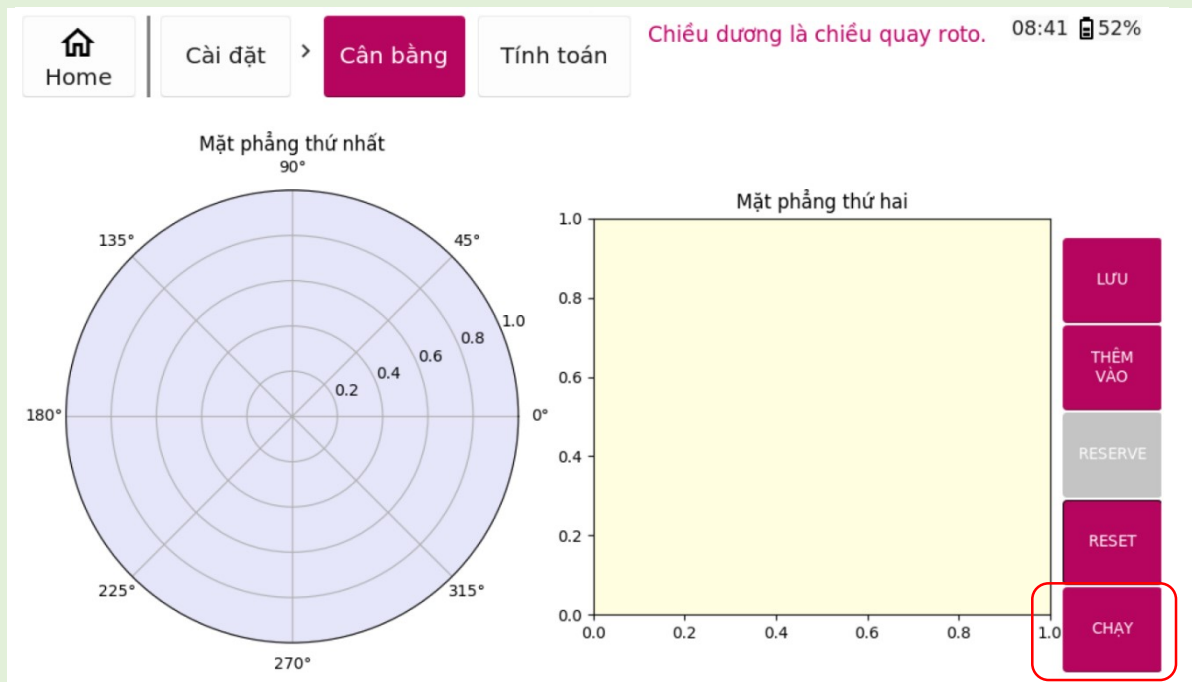 Home
Cài đặt
>
Cân bằng
Tính toán
Chiều dương là chiều quay roto.
08:41
52%
Mặt phẳng thứ nhất
90°
135°
45°
1.0
0.8
0.6
0.4
0.2
180°
0°
225°
315°
270°
Mặt phẳng thứ hai
1.0
0.8
0.6
0.4
0.2
0.0
0.0
0.2
0.4
0.6
0.8
1.0
LƯU
THÊM
VÀO
RESERVE
RESET
CHẠY